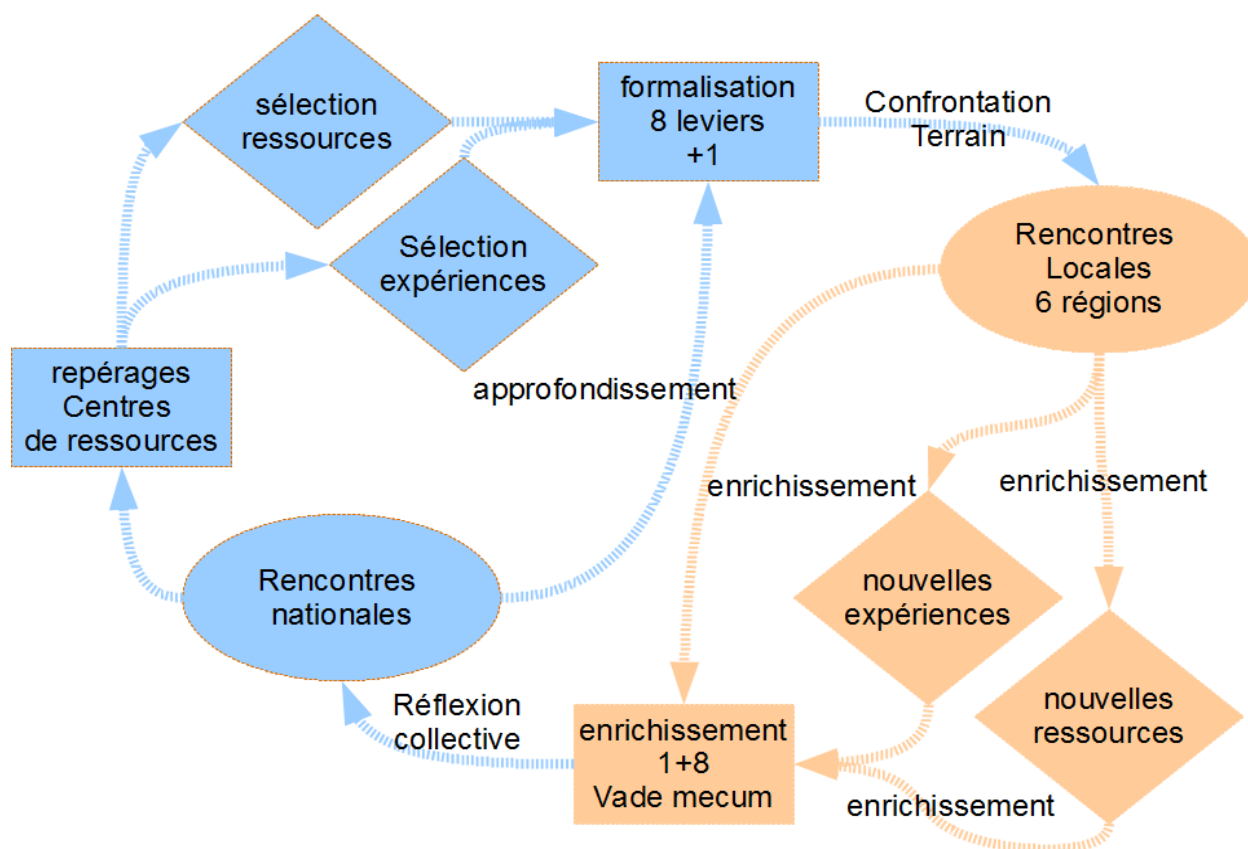 sélection
ressources
formalisation
8 leviers
+1
Confrontation
Terrain
Sélection
expériences
Rencontres
Locales
6 régions
repérages
Centres
de ressources
approfondissement
enrichissement
enrichissement
Rencontres
nationales
nouvelles
expériences
Réflexion
collective
enrichissement
1+8
Vade mecum
nouvelles
ressources
enrichissement